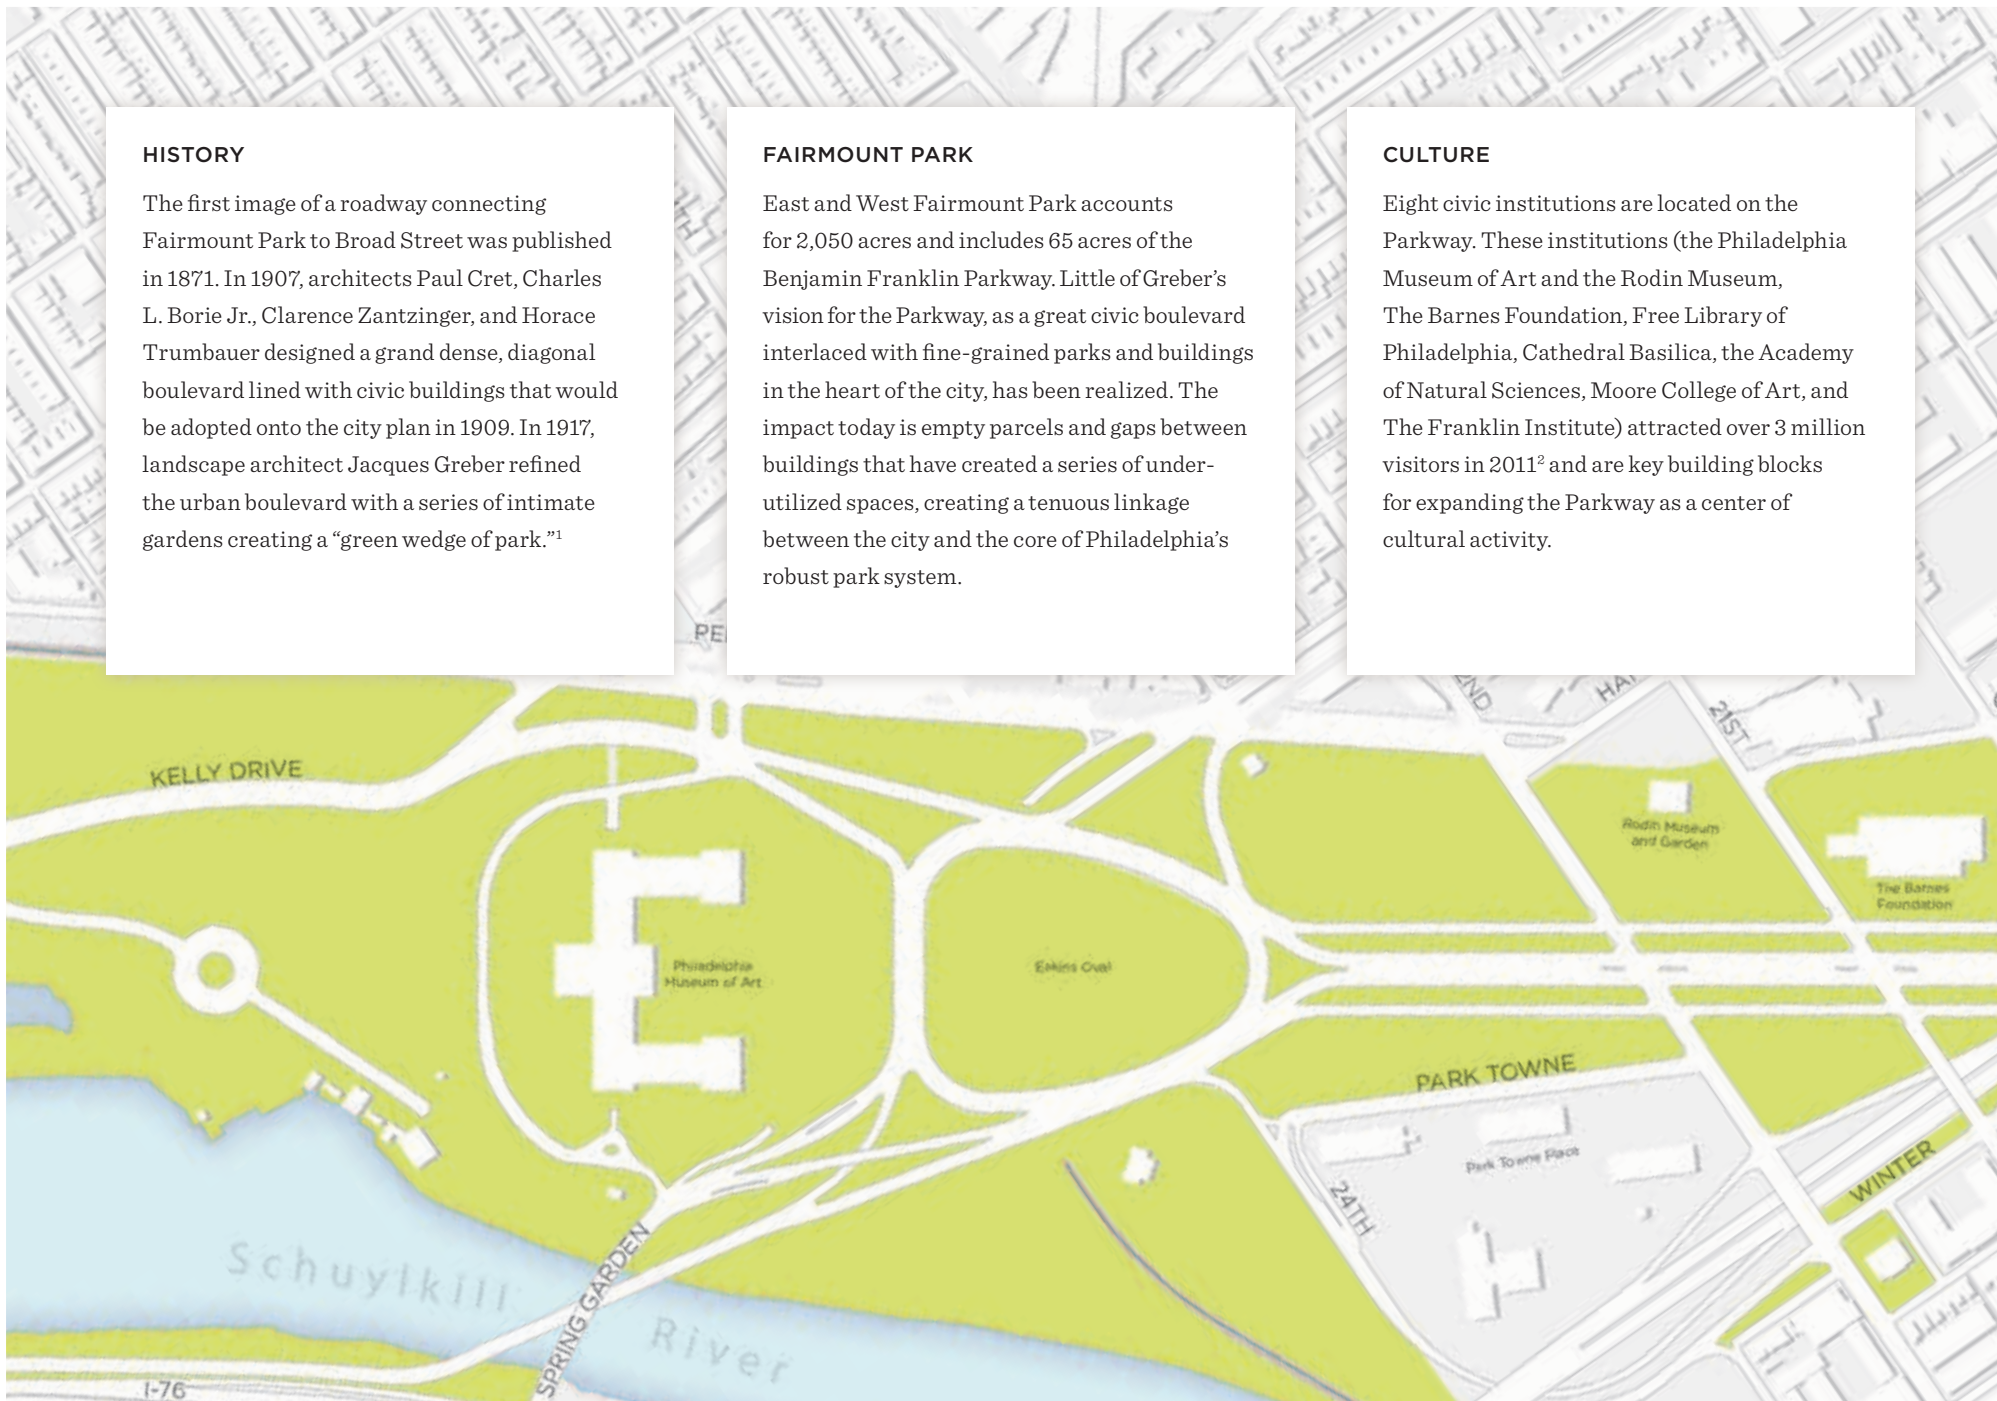 HISTORY
The first image of a roadway connecting
Fairmount Park to Broad Street was published
in 1871. In 1907, architects Paul Cret, Charles
L. Borie Jr., Clarence Zantzinger, and Horace
Trumbauer designed a grand dense, diagonal
boulevard lined with civic buildings that would
be adopted onto the city plan in 1909. In 1917,
landscape architect Jacques Greber refined
the urban boulevard with a series of intimate
gardens creating a “green wedge of park.”¹
FAIRMOUNT PARK
East and West Fairmount Park accounts
for 2,050 acres and includes 65 acres of the
Benjamin Franklin Parkway. Little of Greber’s
vision for the Parkway, as a great civic boulevard
interlaced with fine-grained parks and buildings
in the heart of the city, has been realized. The
impact today is empty parcels and gaps between
buildings that have created a series of under-
utilized spaces, creating a tenuous linkage
between the city and the core of Philadelphia’s
robust park system.
CULTURE
Eight civic institutions are located on the
Parkway. These institutions (the Philadelphia
Museum of Art and the Rodin Museum,
The Barnes Foundation, Free Library of
Philadelphia, Cathedral Basilica, the Academy
of Natural Sciences, Moore College of Art, and
The Franklin Institute) attracted over 3 million
visitors in 2011² and are key building blocks
for expanding the Parkway as a center of
cultural activity.
21ST
KELLY DRIVE
Rodin Museum
and Garden
The Barnes
Foundation
Philadelphia
Museum of Art
Eakins Oval
PARK TOWNE
Park Towne Place
WINTER
24TH
SPRING GARDEN
Schuylkill
River
I-76